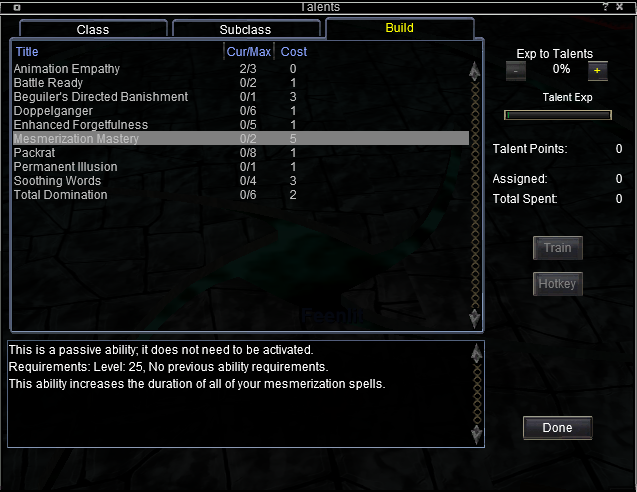 Talents
? ×
Class Subclass Build
Title Cur/Max Cost
Animation Empathy 2/3 0
Battle Ready 0/2 1
Beguiler's Directed Banishment 0/1 3
Doppelganger 0/6 1
Enhanced Forgetfulness 0/5 1
Mesmerization Mastery 0/2 5
Packrat 0/8 1
Permanent Illusion 0/1 1
Soothing Words 0/4 3
Total Domination 0/6 2
Exp to Talents
- 0% +
Talent Exp
Talent Points: 0
Assigned: 0
Total Spent: 0
Train
Hotkey
This is a passive ability; it does not need to be activated.
Requirements: Level: 25, No previous ability requirements.
This ability increases the duration of all of your mesmerization spells.
Done